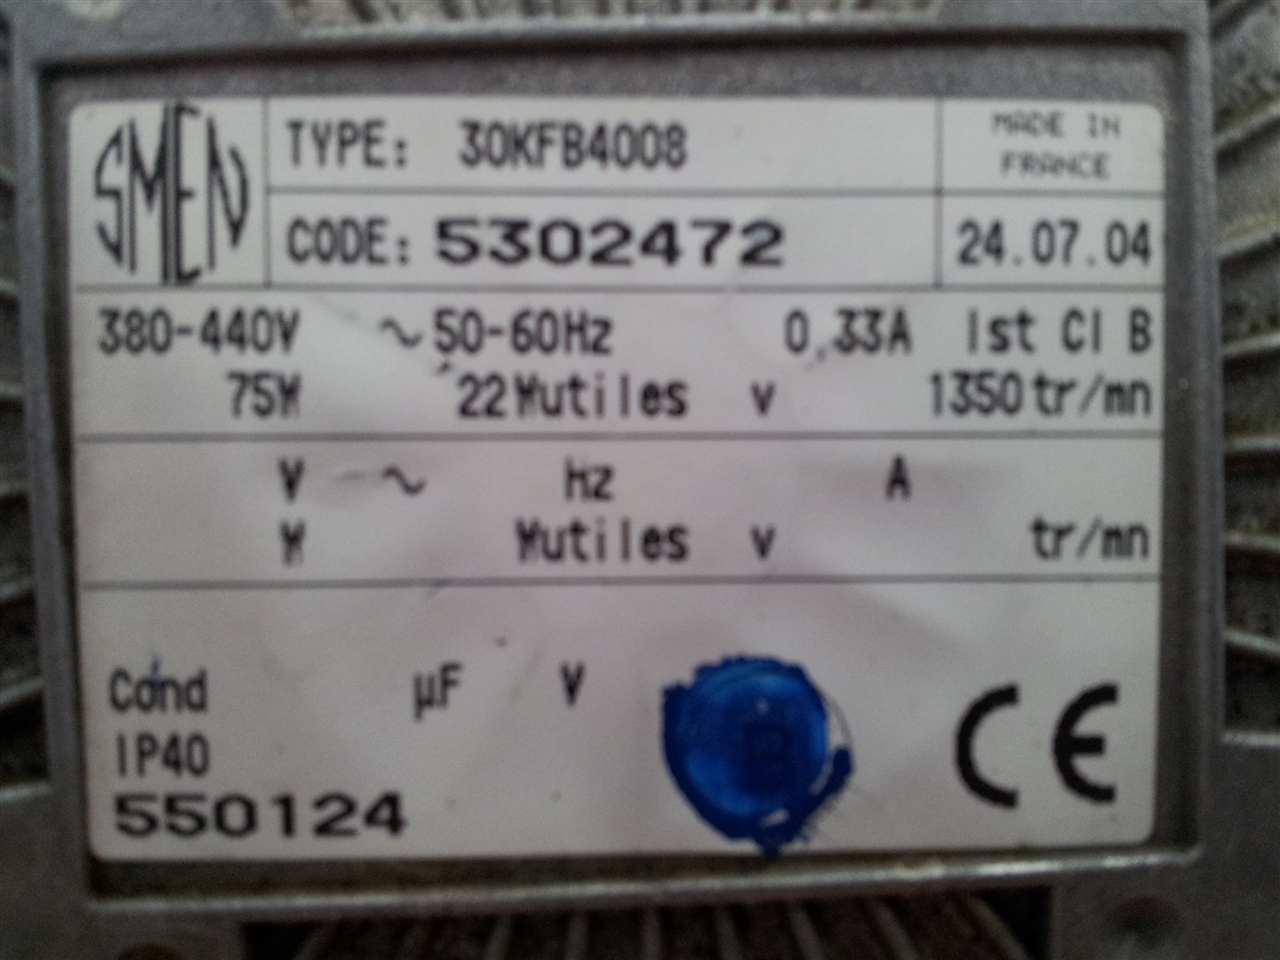 SMEN
TYPE: 30KFB4008
MADE IN
FRANCE
CODE: 5302472
24.07.04
380-440V ~ 50-60Hz 0,33A Ist Cl B
75W 22Wutiles v 1350tr/mn
V ~ Hz A
W Wutiles v tr/mn
Cond µF V
IP40
550124
B
CE